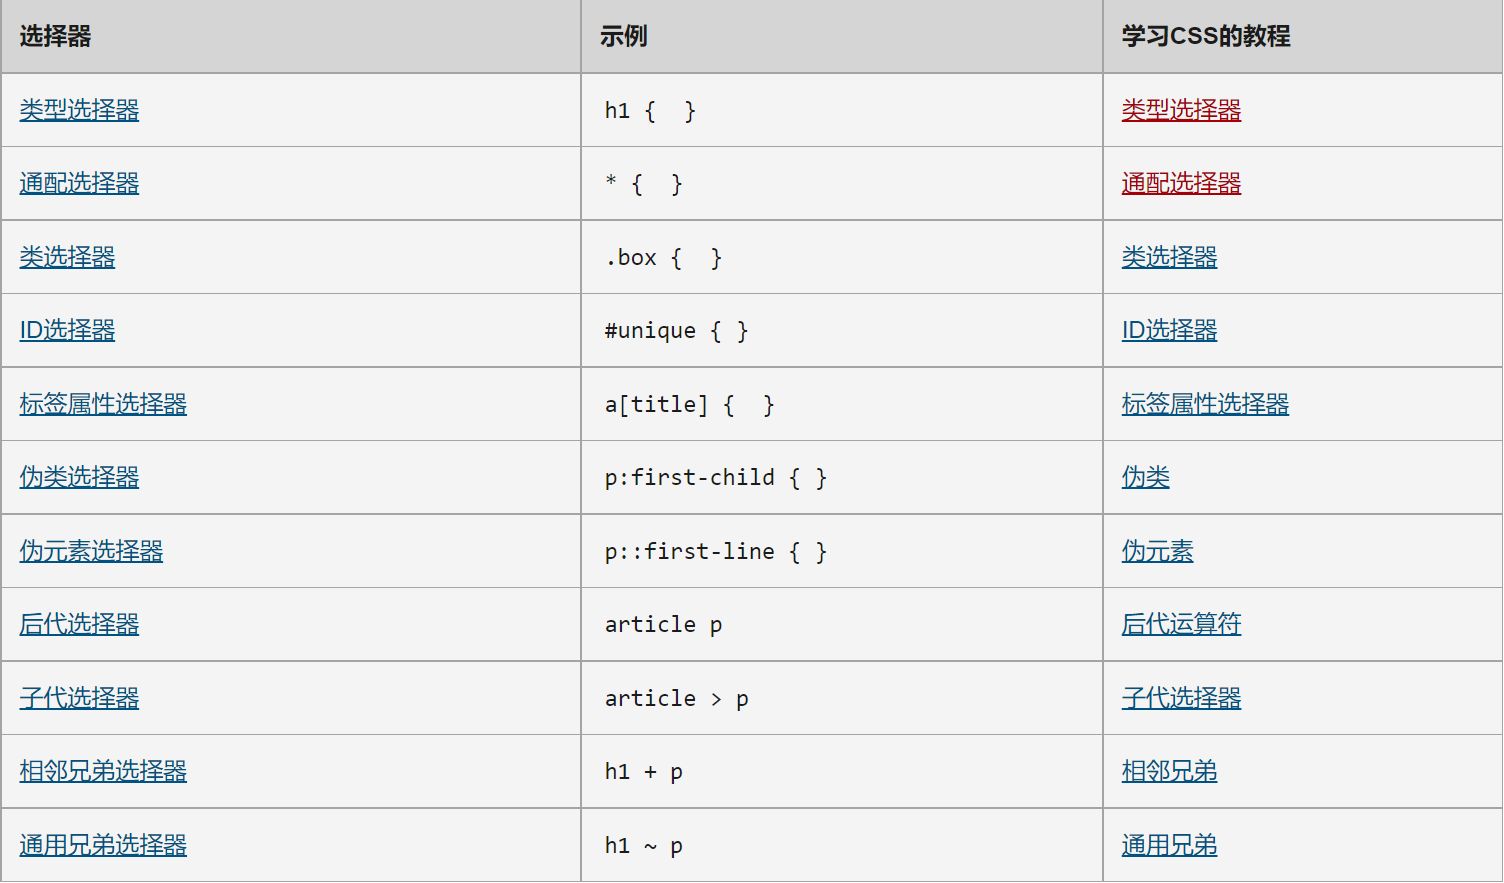 选择器 示例 学习CSS的教程
类型选择器 h1 {  } 类型选择器
通配选择器 * {  } 通配选择器
类选择器 .box {  } 类选择器
ID选择器 #unique { } ID选择器
标签属性选择器 a[title] {  } 标签属性选择器
伪类选择器 p:first-child { } 伪类
伪元素选择器 p::first-line { } 伪元素
后代选择器 article p 后代运算符
子代选择器 article > p 子代选择器
相邻兄弟选择器 h1 + p 相邻兄弟
通用兄弟选择器 h1 ~ p 通用兄弟